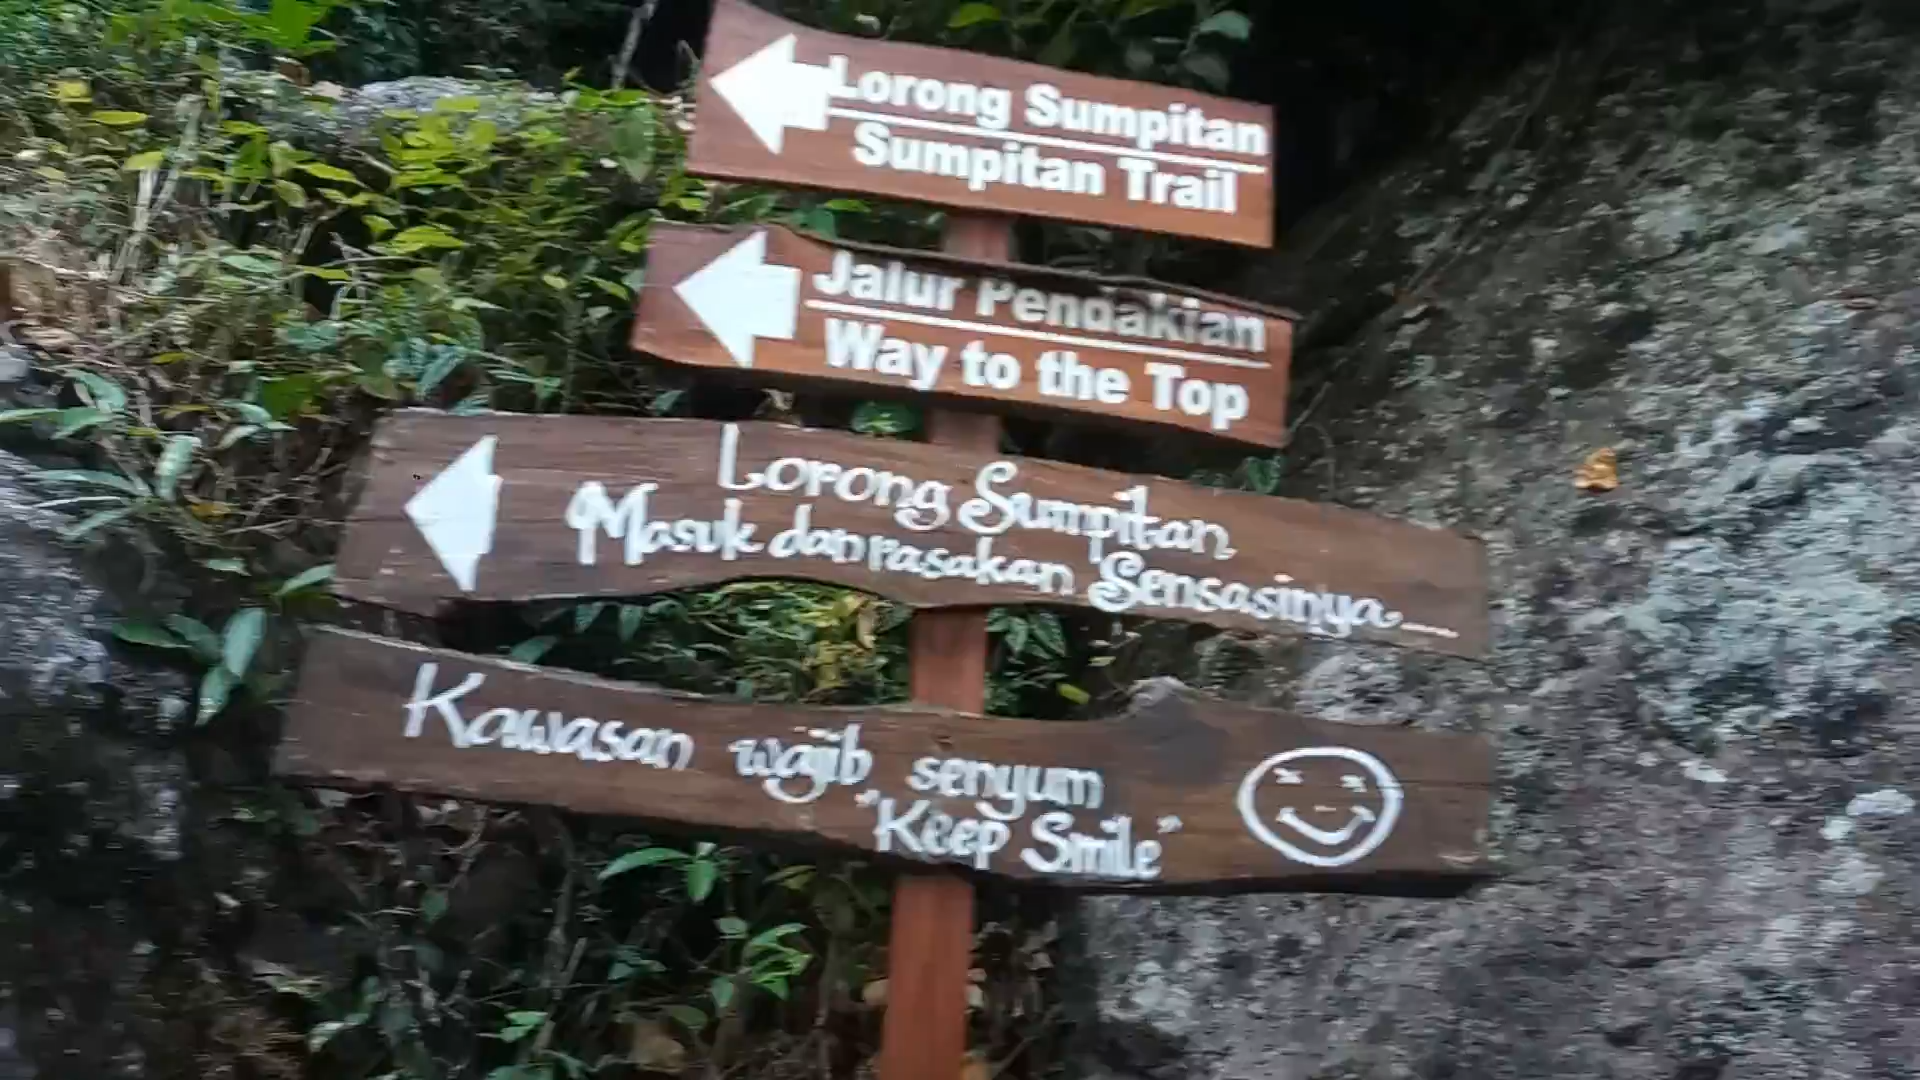 Lorong Sumpitan
Sumpitan Trail
Jalur Pendakian
Way to the Top
Lorong Sumpitan
Masuk dan rasakan Sensasinya...
Kawasan wajib senyum
"Keep Smile"